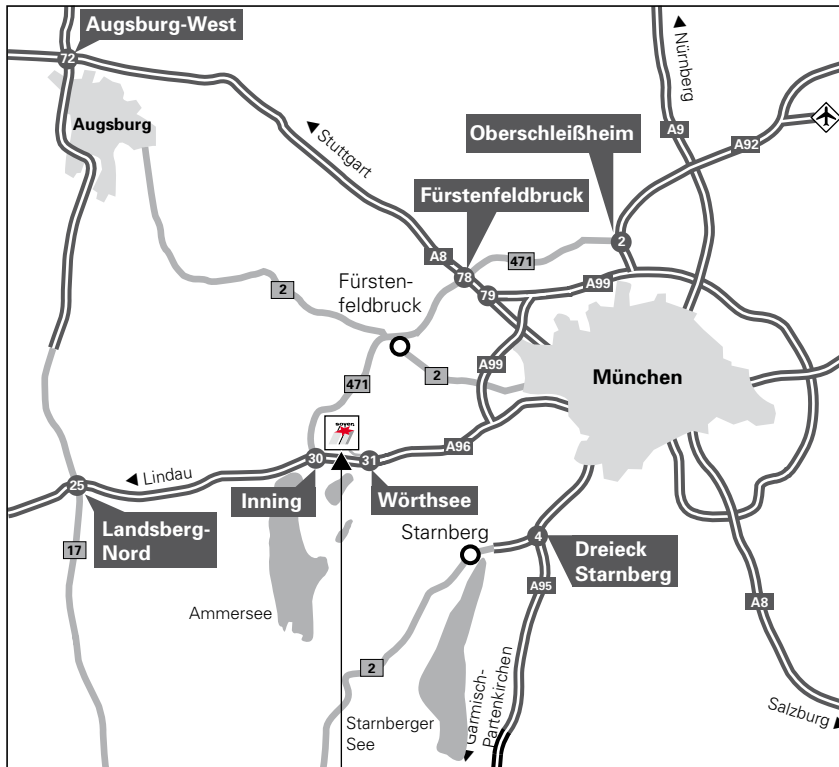 Augsburg-West
72
Nürnberg
Augsburg
Stuttgart
Oberschleißheim
A9
A92
Fürstenfeldbruck
2
471
A8
78
A99
79
Fürsten-
feldbruck
2
A99
2
471
München
A96
30
31
Lindau
25
Inning
Wörthsee
Landsberg-
Nord
17
Starnberg
4
Dreieck
Starnberg
A95
A8
Ammersee
2
Garmisch-
Partenkirchen
Salzburg
Starnberger
See